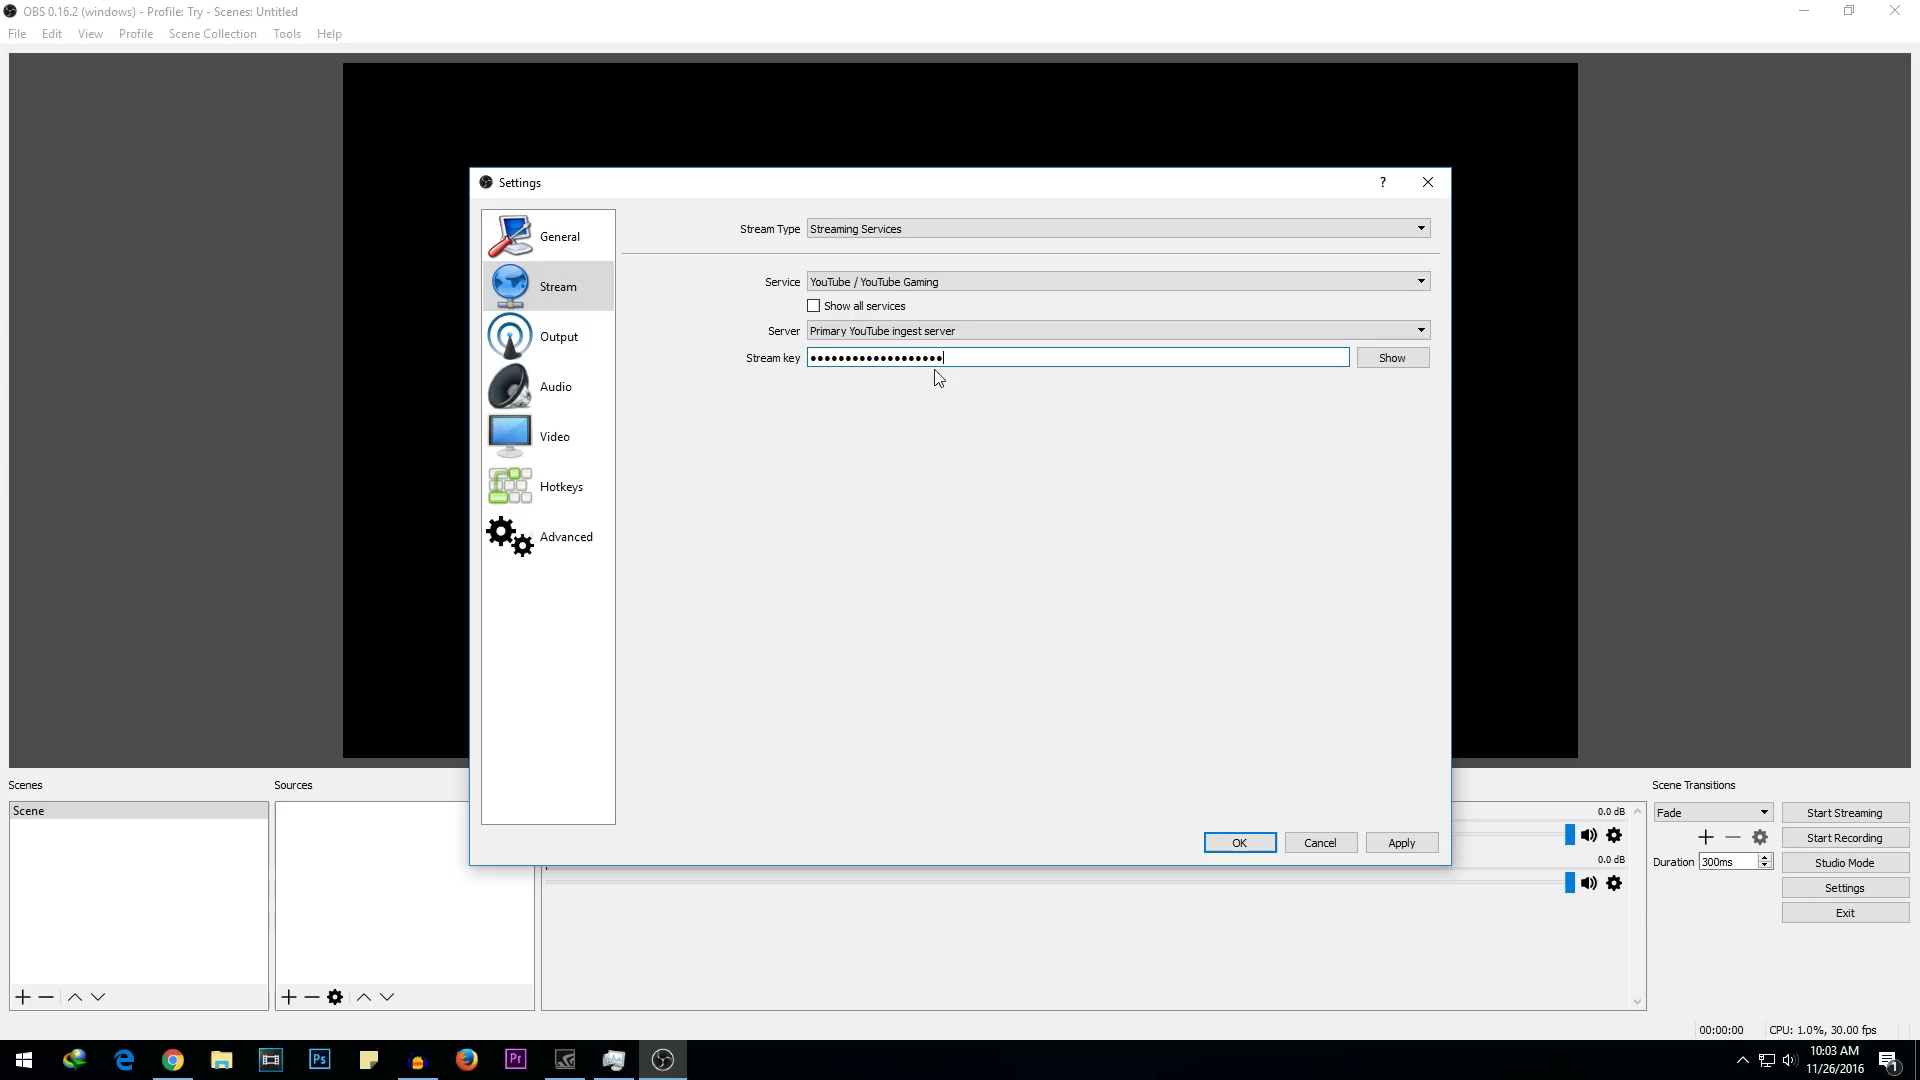 OBS 0.16.2 (windows) - Profile: Try - Scenes: Untitled
File Edit View Profile Scene Collection Tools Help
Settings
?
General
Stream
Output
Audio
Video
Hotkeys
Advanced
Stream Type Streaming Services
Service YouTube / YouTube Gaming
Show all services
Server Primary YouTube ingest server
Stream key ●●●●●●●●●●●●●●●●●●● Show
OK Cancel Apply
Scenes
Scene
Sources
0.0 dB
0.0 dB
Scene Transitions
Fade
Duration 300ms
Start Streaming
Start Recording
Studio Mode
Settings
Exit
00:00:00 CPU: 1.0%, 30.00 fps
Ps
Pr
10:03 AM
11/26/2016
1